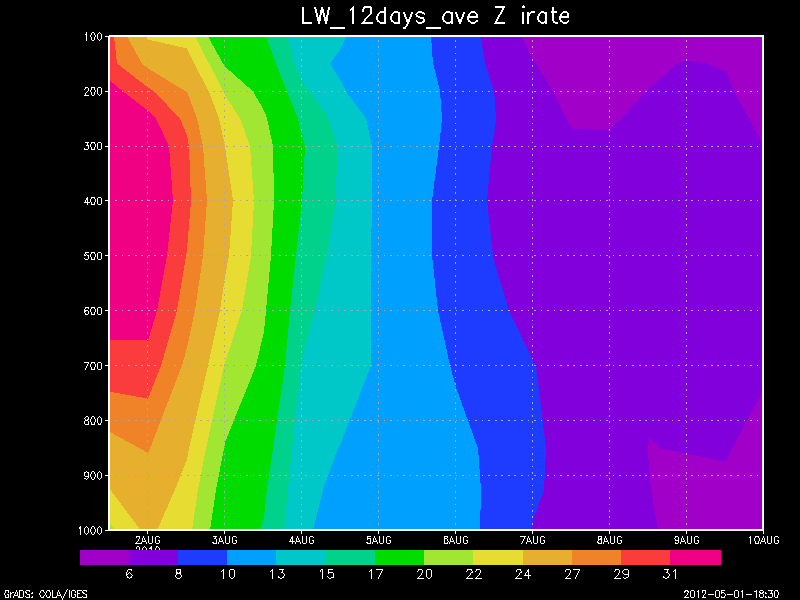 LW_12days_ave Z irate
100
200
300
400
500
600
700
800
900
1000
2AUG 3AUG 4AUG 5AUG 6AUG 7AUG 8AUG 9AUG 10AUG
6 8 10 13 15 17 20 22 24 27 29 31
GrADS: COLA/IGES 2012-05-01-18:30